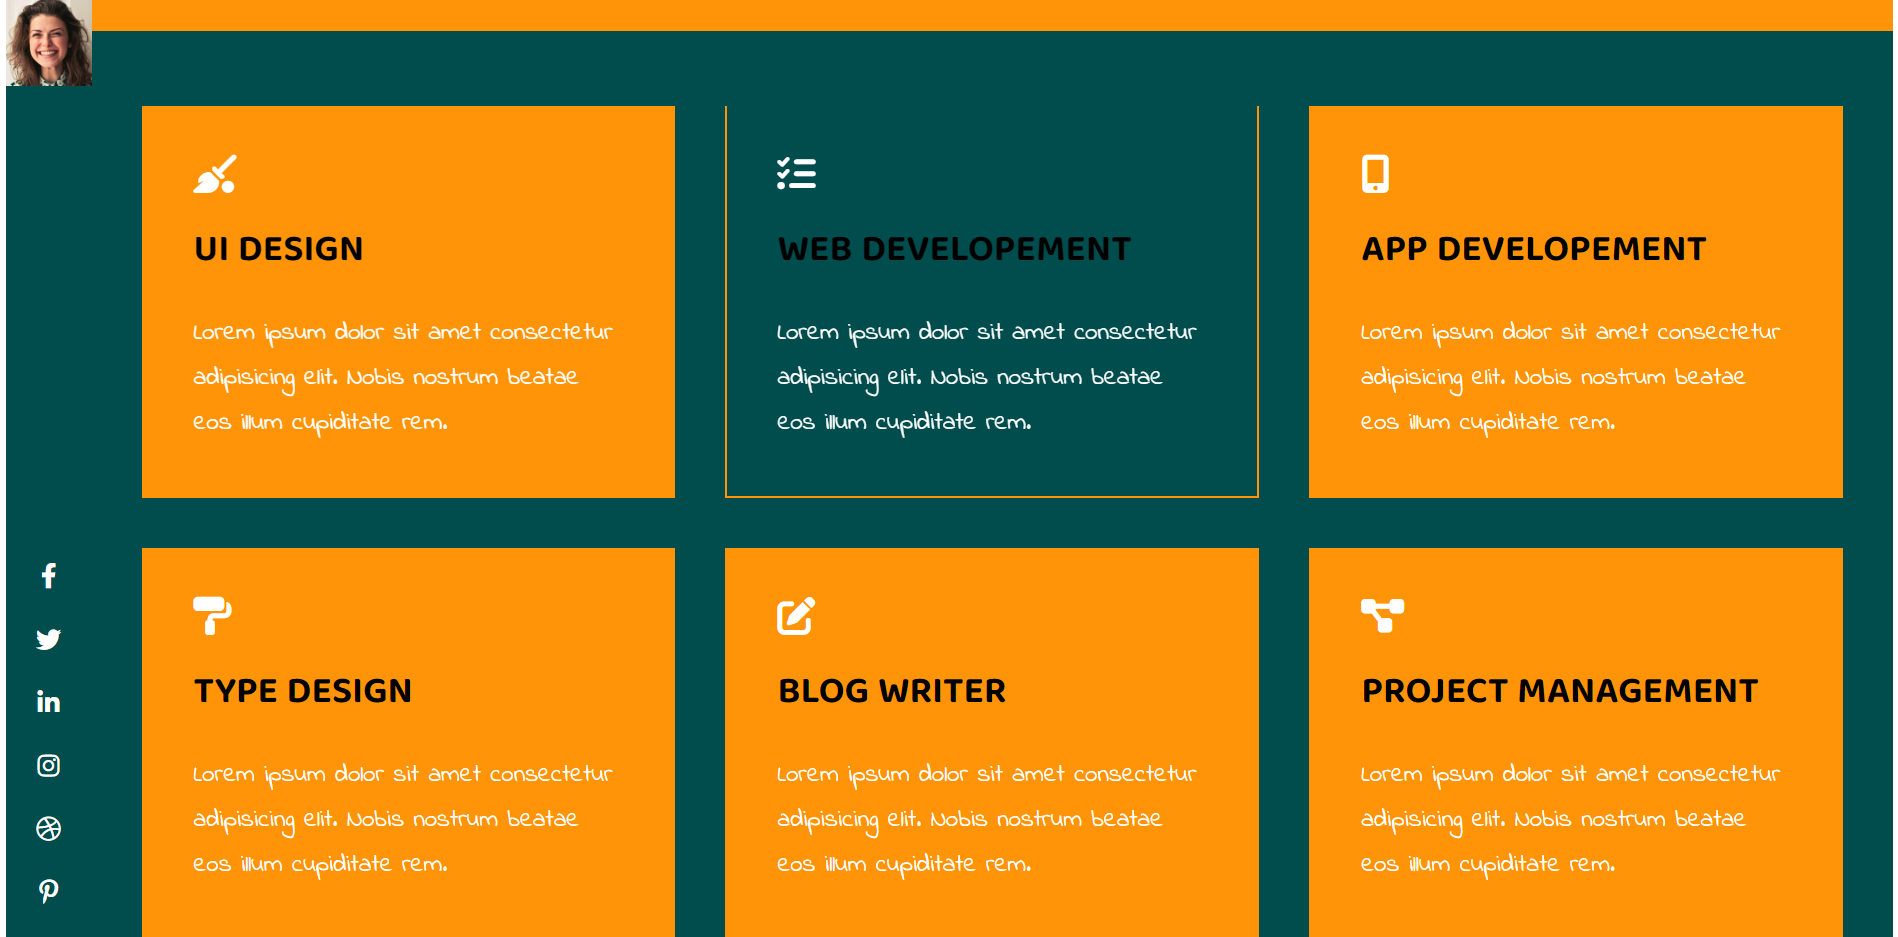 UI DESIGN
Lorem ipsum dolor sit amet consectetur
adipisicing elit. Nobis nostrum beatae
eos illum cupiditate rem.
WEB DEVELOPEMENT
Lorem ipsum dolor sit amet consectetur
adipisicing elit. Nobis nostrum beatae
eos illum cupiditate rem.
APP DEVELOPEMENT
Lorem ipsum dolor sit amet consectetur
adipisicing elit. Nobis nostrum beatae
eos illum cupiditate rem.
TYPE DESIGN
Lorem ipsum dolor sit amet consectetur
adipisicing elit. Nobis nostrum beatae
eos illum cupiditate rem.
BLOG WRITER
Lorem ipsum dolor sit amet consectetur
adipisicing elit. Nobis nostrum beatae
eos illum cupiditate rem.
PROJECT MANAGEMENT
Lorem ipsum dolor sit amet consectetur
adipisicing elit. Nobis nostrum beatae
eos illum cupiditate rem.